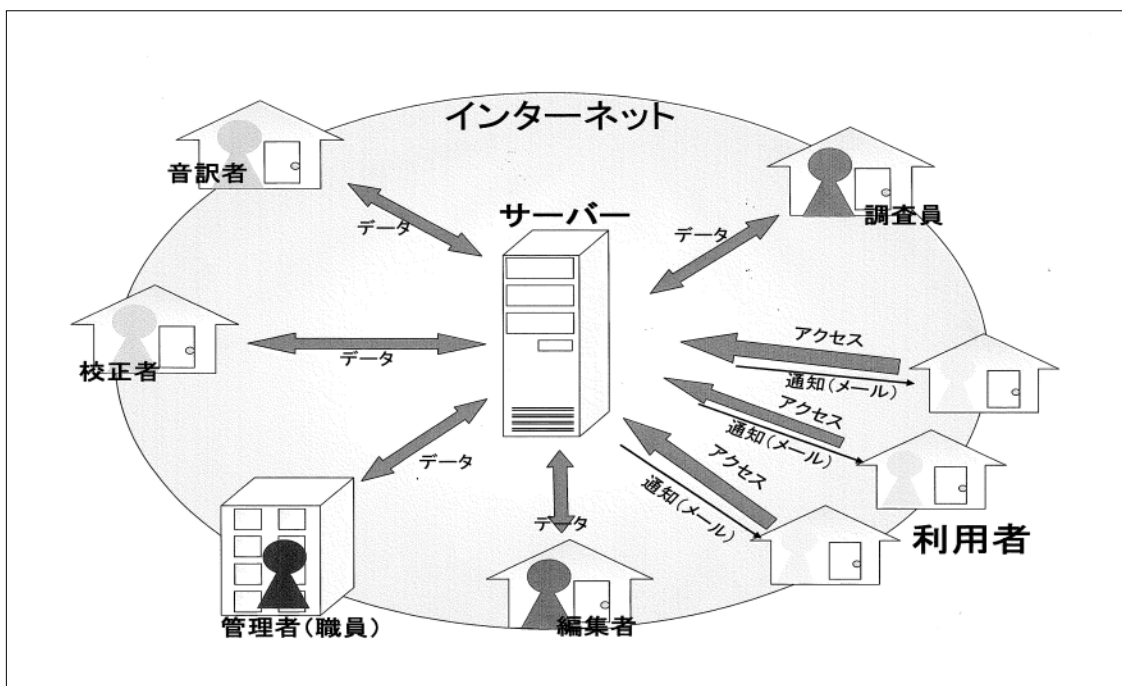 インターネット
音訳者
データ
サーバー
データ
調査員
校正者
データ
アクセス
通知(メール)
アクセス
通知(メール)
アクセス
通知(メール)
利用者
データ
管理者(職員)
データ
編集者